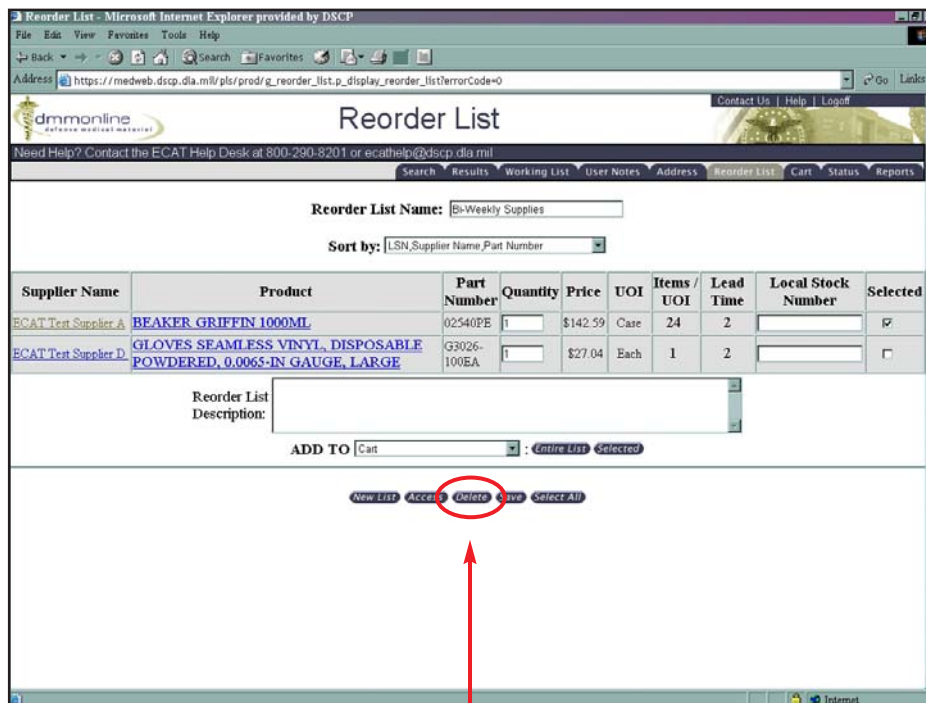 Reorder List - Microsoft Internet Explorer provided by DSCP
File Edit View Favorites Tools Help
Back Search Favorites
Address https://medweb.dscp.dla.mil/pls/prod/g_reorder_list.p_display_reorder_list?errorCode=0 Go Links
dmmonline
defense medical material
Reorder List
Contact Us | Help | Logoff
Need Help? Contact the ECAT Help Desk at 800-290-8201 or ecathelp@dscp.dla.mil
Search Results Working List User Notes Address Reorder List Cart Status Reports
Reorder List Name: Bi-Weekly Supplies
Sort by: LSN,Supplier Name,Part Number
Supplier Name Product Part Number Quantity Price UOI Items / UOI Lead Time Local Stock Number Selected
ECAT Test Supplier A BEAKER GRIFFIN 1000ML 02540PE 1 $142.59 Case 24 2
ECAT Test Supplier D GLOVES SEAMLESS VINYL, DISPOSABLE POWDERED, 0.0065-IN GAUGE, LARGE G3026-100EA 1 $27.04 Each 1 2
Reorder List Description:
ADD TO Cart : Entire List Selected
New List Access Delete Save Select All
Internet